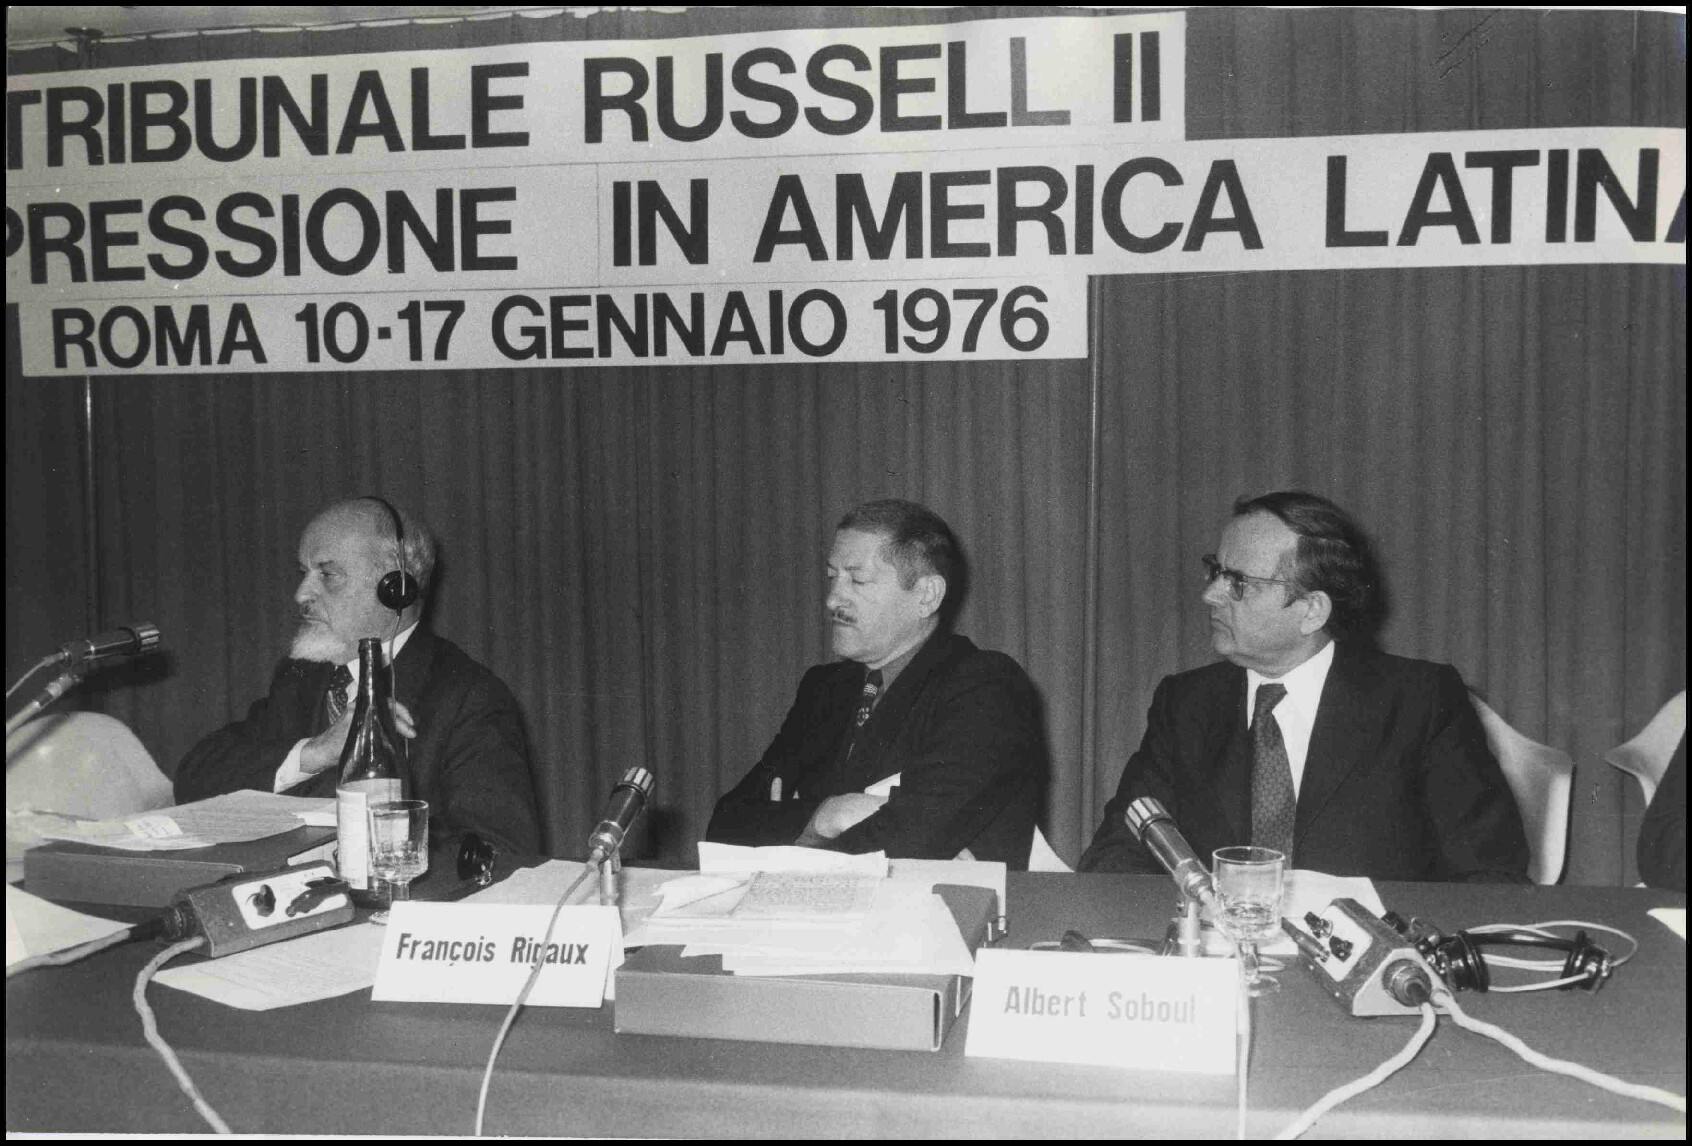 TRIBUNALE RUSSELL II
PRESSIONE IN AMERICA LATINA
ROMA 10-17 GENNAIO 1976
François Rigaux
Albert Soboul